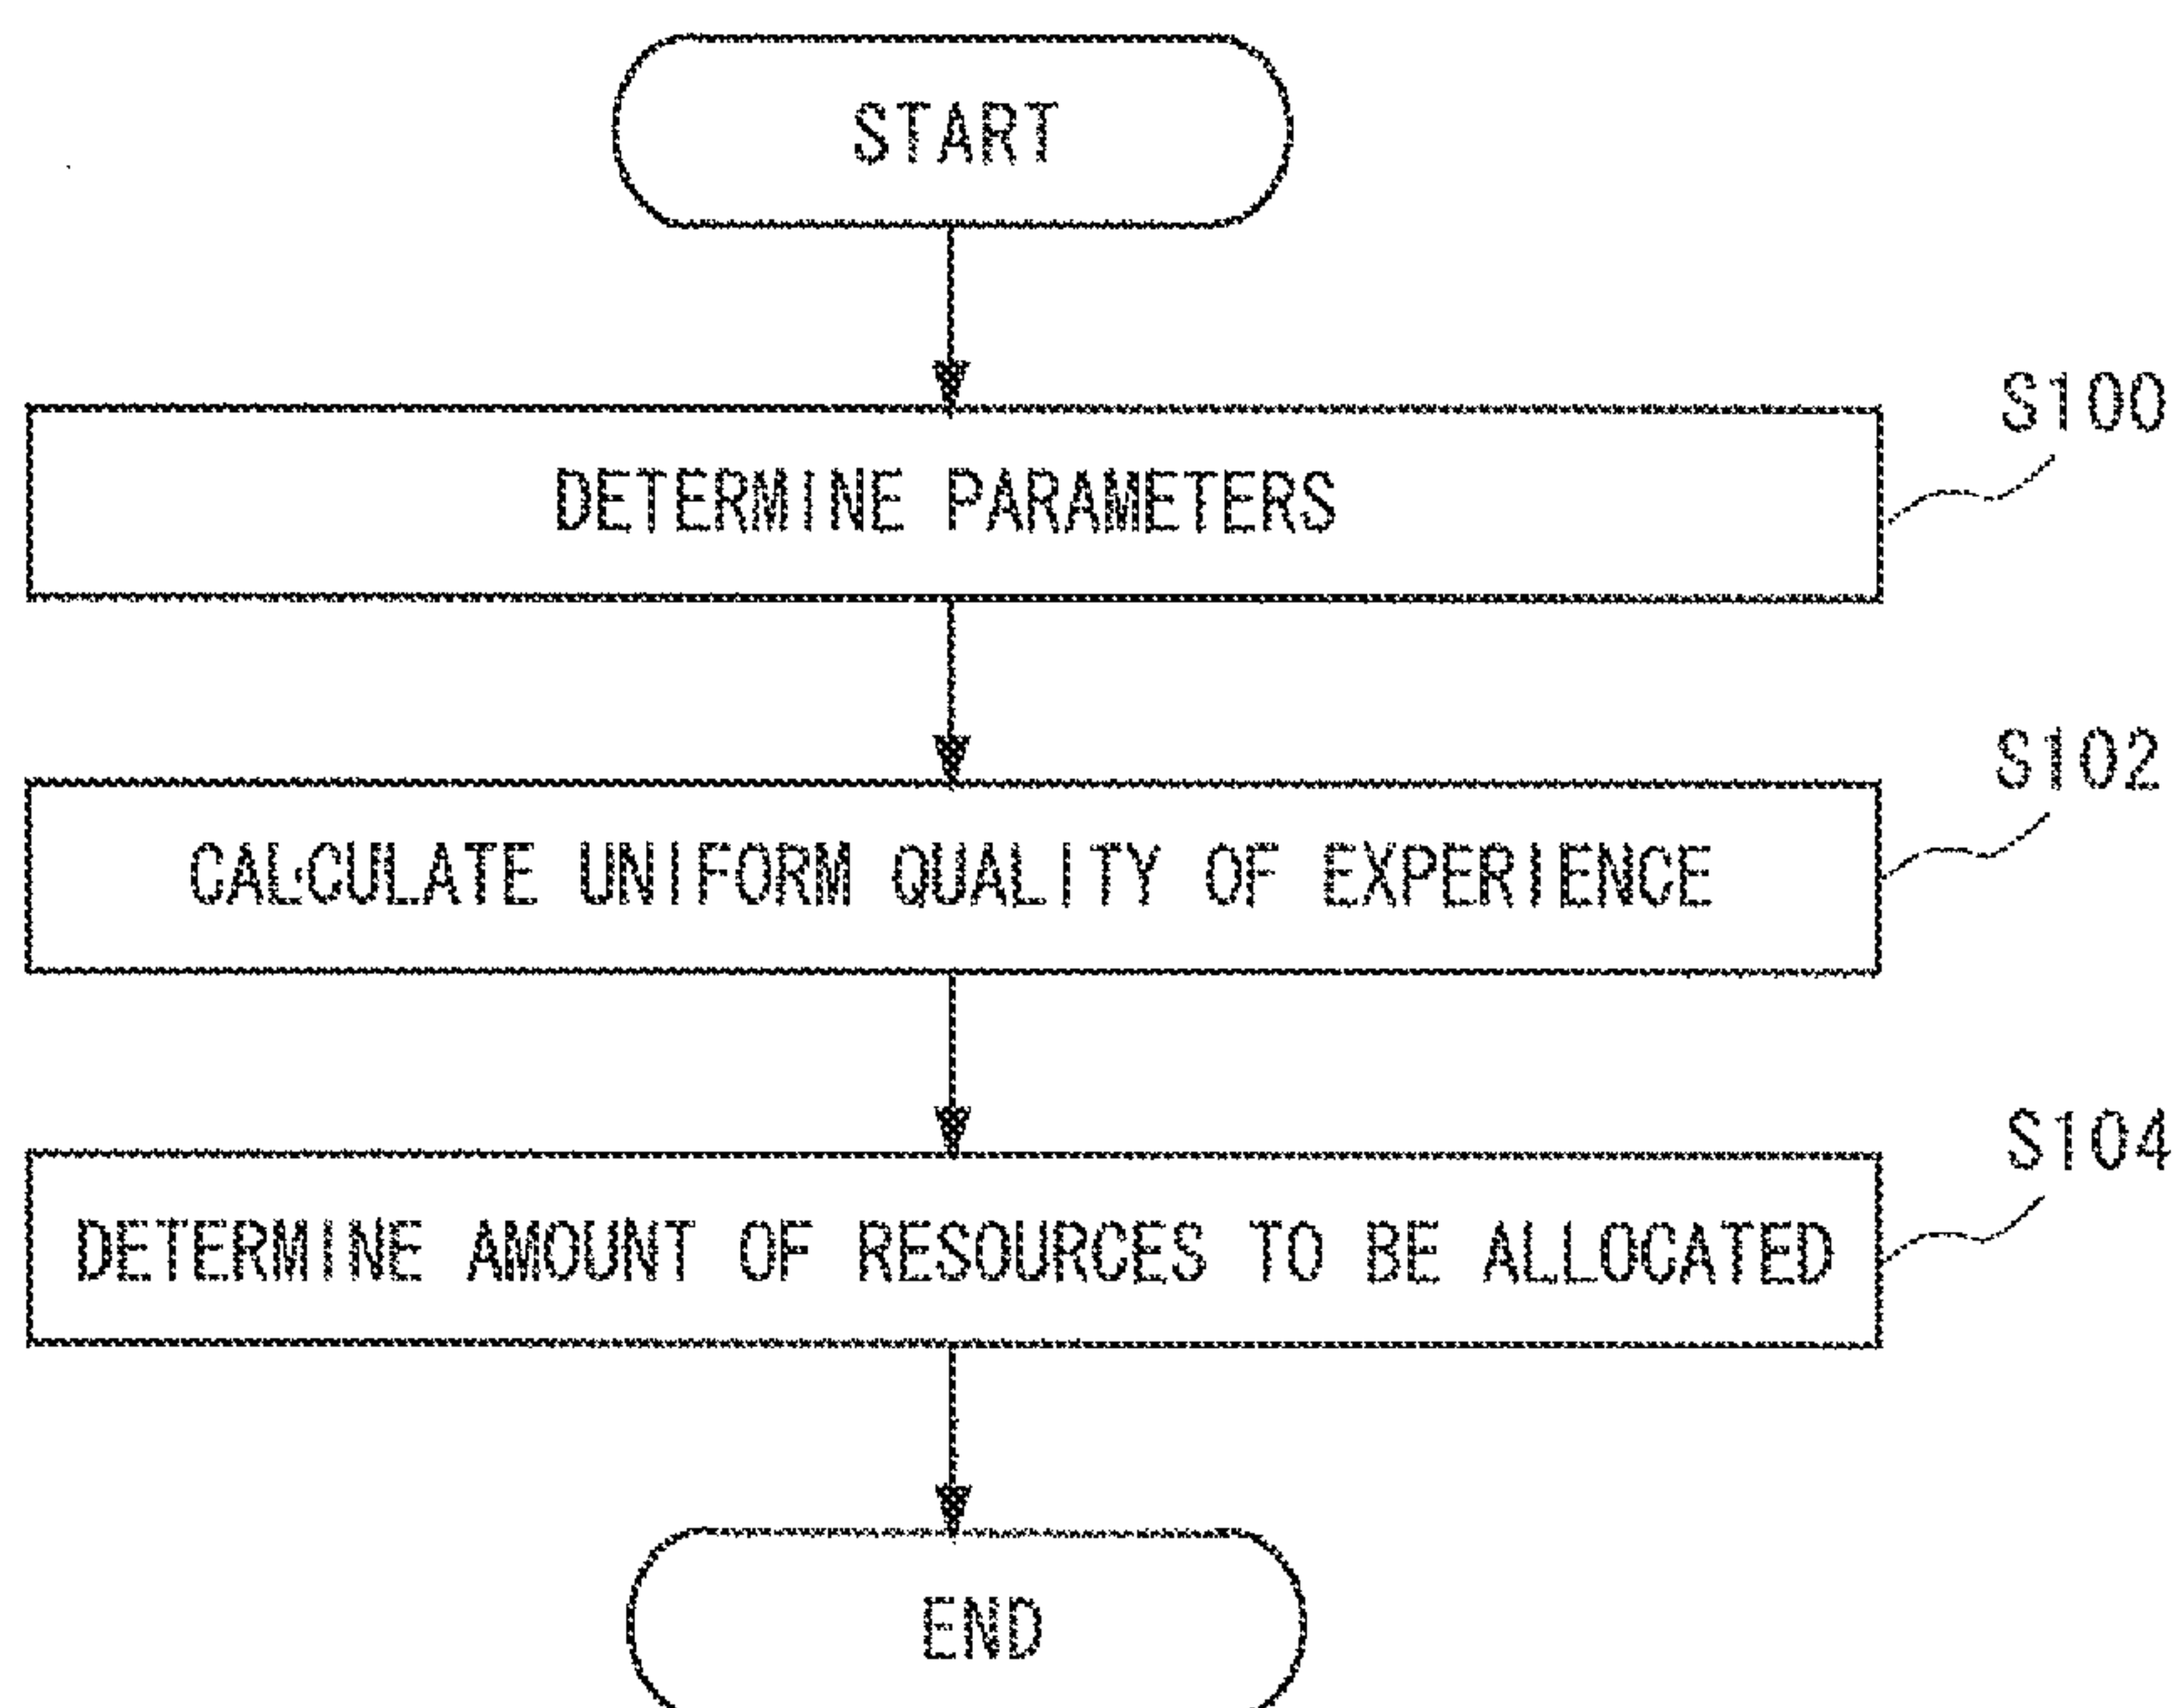 START
S100
DETERMINE PARAMETERS
S102
CALCULATE UNIFORM QUALITY OF EXPERIENCE
S104
DETERMINE AMOUNT OF RESOURCES TO BE ALLOCATED
END